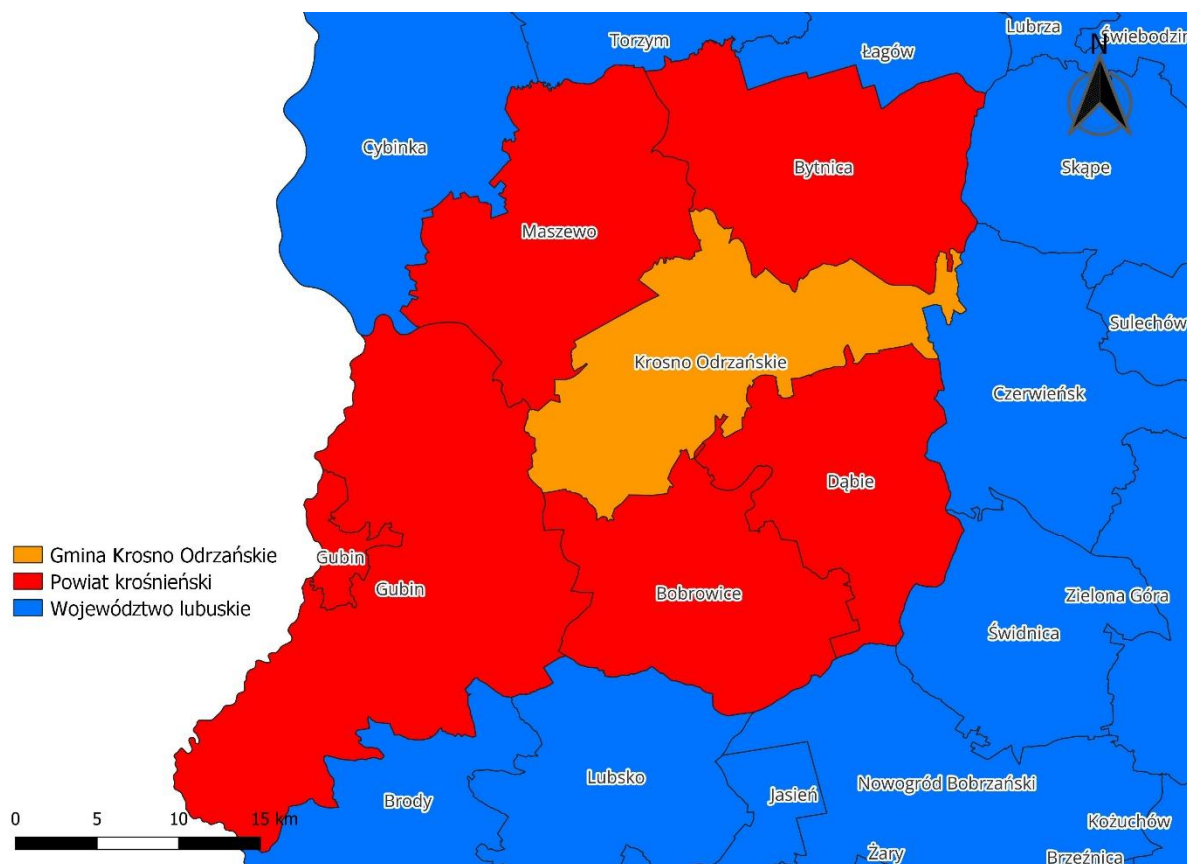 Lubrza
Torzym
Łagów
Świebodzin
N
Cybinka
Bytnica
Skąpe
Maszewo
Sulechów
Krosno Odrzańskie
Czerwieńsk
Dąbie
Gmina Krosno Odrzańskie
Powiat krośnieński
Województwo lubuskie
Gubin
Gubin
Bobrowice
Zielona Góra
Świdnica
Lubsko
Brody
Jasień
Nowogród Bobrzański
0 5 10 15 km
Kożuchów
Żary
Brzeźnica